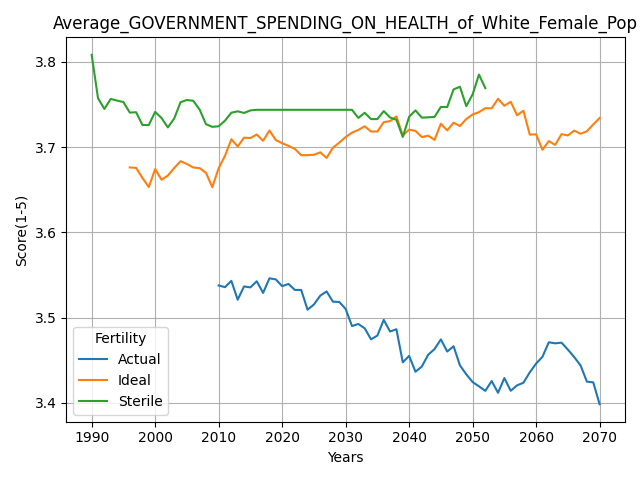 Average_GOVERNMENT_SPENDING_ON_HEALTH_of_White_Female_Pop
Score(1-5)
3.8
3.7
3.6
3.5
3.4
Fertility
Actual
Ideal
Sterile
1990 2000 2010 2020 2030 2040 2050 2060 2070
Years